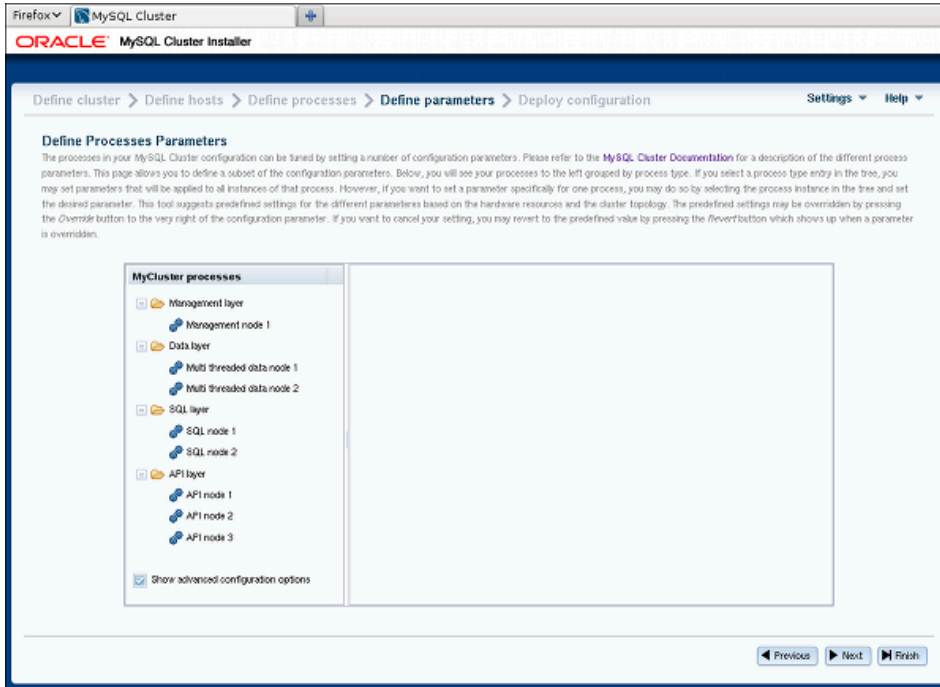 Firefox MySQL Cluster
ORACLE MySQL Cluster Installer
Define cluster Define hosts Define processes Define parameters Deploy configuration Settings Help
Define Processes Parameters
The processes in your MySQL Cluster configuration can be tuned by setting a number of configuration parameters. Please refer to the MySQL Cluster Documentation for a description of the different process
parameters. This page allows you to define a subset of the configuration parameters. Below, you will see your processes to the left grouped by process type. If you select a process type entry in the tree, you
may set parameters that will be applied to all instances of that process. However, if you want to set a parameter specifically for one process, you may do so by selecting the process instance in the tree and set
the desired parameter. This tool suggests predefined settings for the different parameteres based on the hardware resources and the cluster topology. The predefined settings may be overridden by pressing
the Override button to the very right of the configuration parameter. If you want to cancel your setting, you may revert to the predefined value by pressing the Revert button which shows up when a parameter
is overridden.
MyCluster processes
Management layer
Management node 1
Data layer
Multi threaded data node 1
Multi threaded data node 2
SQL layer
SQL node 1
SQL node 2
API layer
API node 1
API node 2
API node 3
Show advanced configuration options
Previous Next Finish